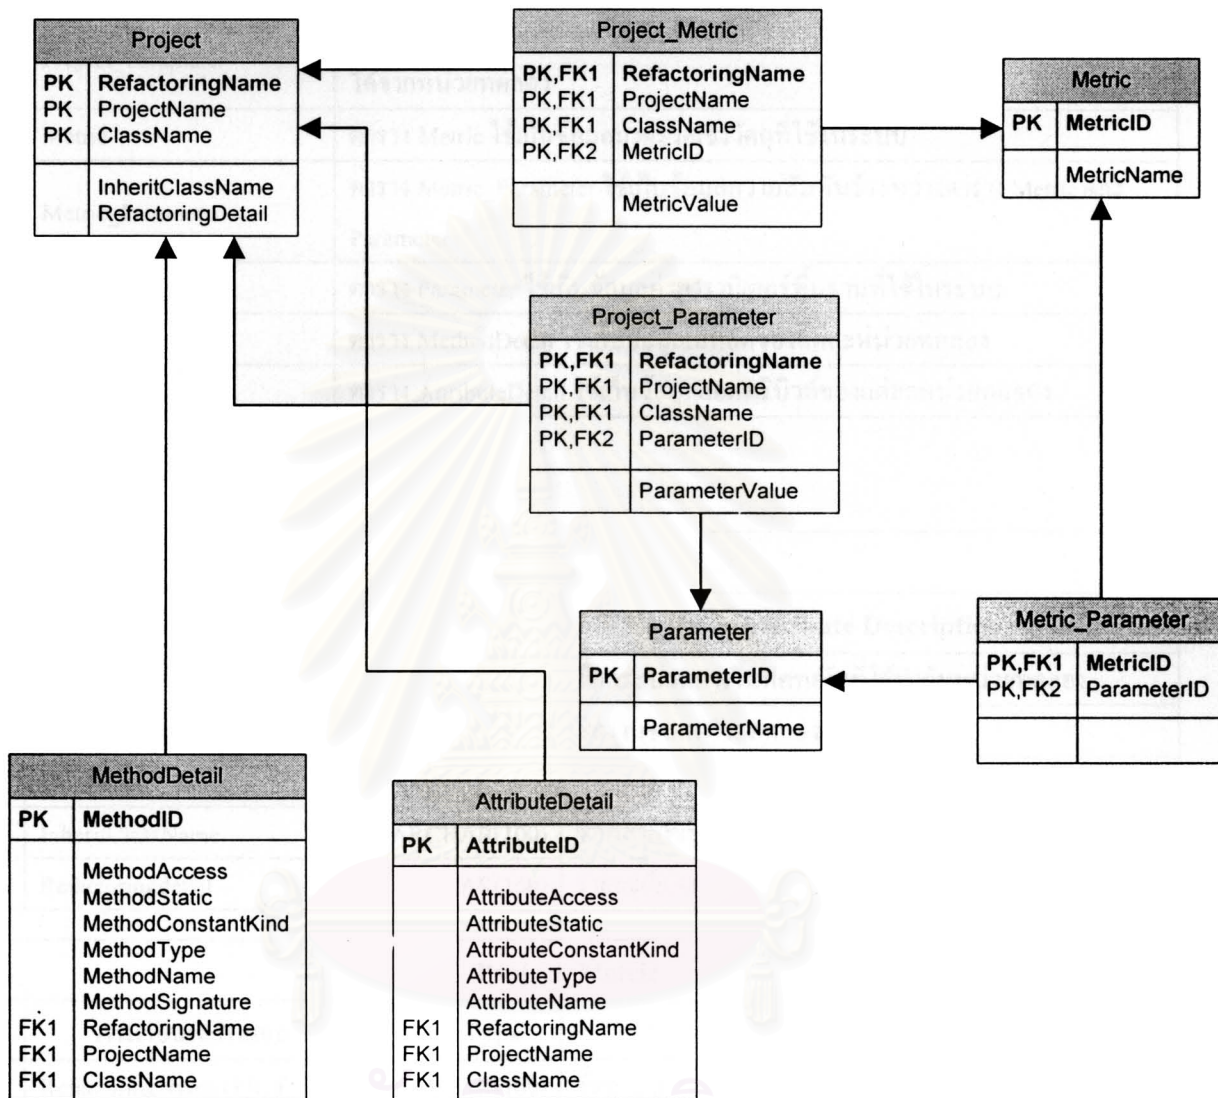 Project
PK RefactoringName
PK ProjectName
PK ClassName
InheritClassName
RefactoringDetail
Project_Metric
PK,FK1 RefactoringName
PK,FK1 ProjectName
PK,FK1 ClassName
PK,FK2 MetricID
MetricValue
Metric
PK MetricID
MetricName
Project_Parameter
PK,FK1 RefactoringName
PK,FK1 ProjectName
PK,FK1 ClassName
PK,FK2 ParameterID
ParameterValue
Parameter
PK ParameterID
ParameterName
Metric_Parameter
PK,FK1 MetricID
PK,FK2 ParameterID
MethodDetail
PK MethodID
MethodAccess
MethodStatic
MethodConstantKind
MethodType
MethodName
MethodSignature
FK1 RefactoringName
FK1 ProjectName
FK1 ClassName
AttributeDetail
PK AttributeID
AttributeAccess
AttributeStatic
AttributeConstantKind
AttributeType
AttributeName
FK1 RefactoringName
FK1 ProjectName
FK1 ClassName